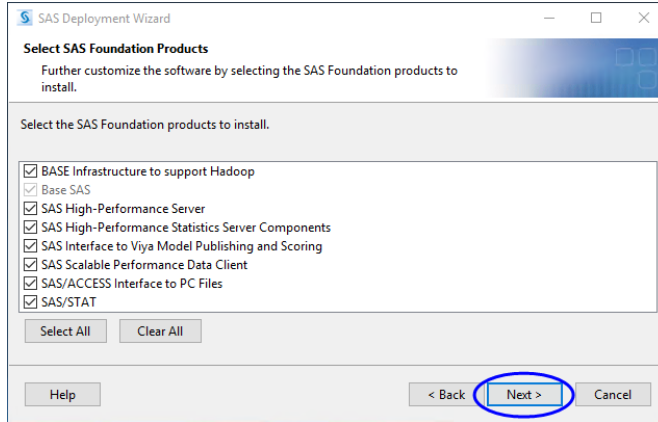 SAS Deployment Wizard
Select SAS Foundation Products
Further customize the software by selecting the SAS Foundation products to
install.
Select the SAS Foundation products to install.
BASE Infrastructure to support Hadoop
Base SAS
SAS High-Performance Server
SAS High-Performance Statistics Server Components
SAS Interface to Viya Model Publishing and Scoring
SAS Scalable Performance Data Client
SAS/ACCESS Interface to PC Files
SAS/STAT
Select All Clear All
Help < Back Next > Cancel